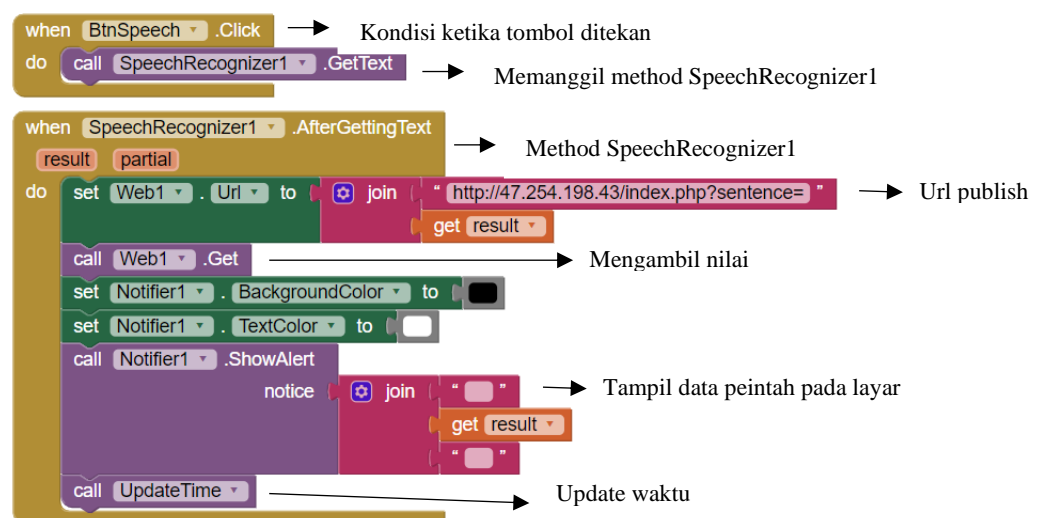 when BtnSpeech .Click
Kondisi ketika tombol ditekan
do call SpeechRecognizer1 .GetText
Memanggil method SpeechRecognizer1
when SpeechRecognizer1 .AfterGettingText
Method SpeechRecognizer1
result partial
do set Web1 . Url to join " http://47.254.198.43/index.php?sentence= "
Url publish
get result
call Web1 .Get
Mengambil nilai
set Notifier1 . BackgroundColor to
set Notifier1 . TextColor to
call Notifier1 .ShowAlert
notice join " "
Tampil data peintah pada layar
get result
" "
call UpdateTime
Update waktu